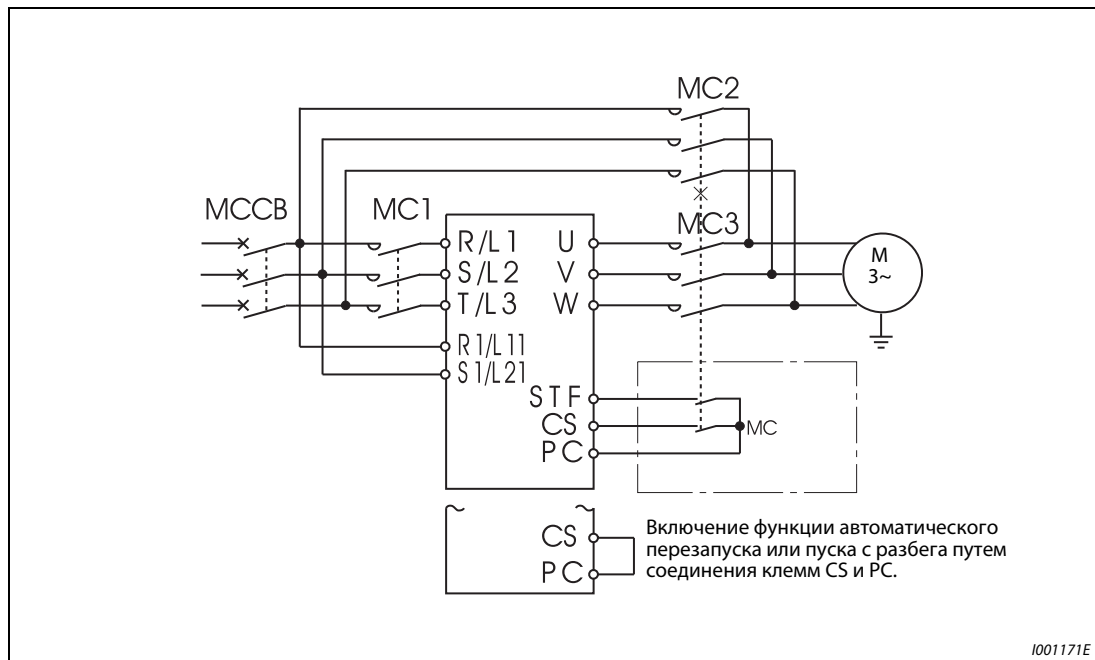 MC2
MCCB
MC1
MC3
R/L1
U
S/L2
V
T/L3
W
M
3~
R1/L11
S1/L21
STF
CS
MC
PC
CS
PC
Включение функции автоматического
перезапуска или пуска с разбега путем
соединения клемм CS и PC.
I001171E